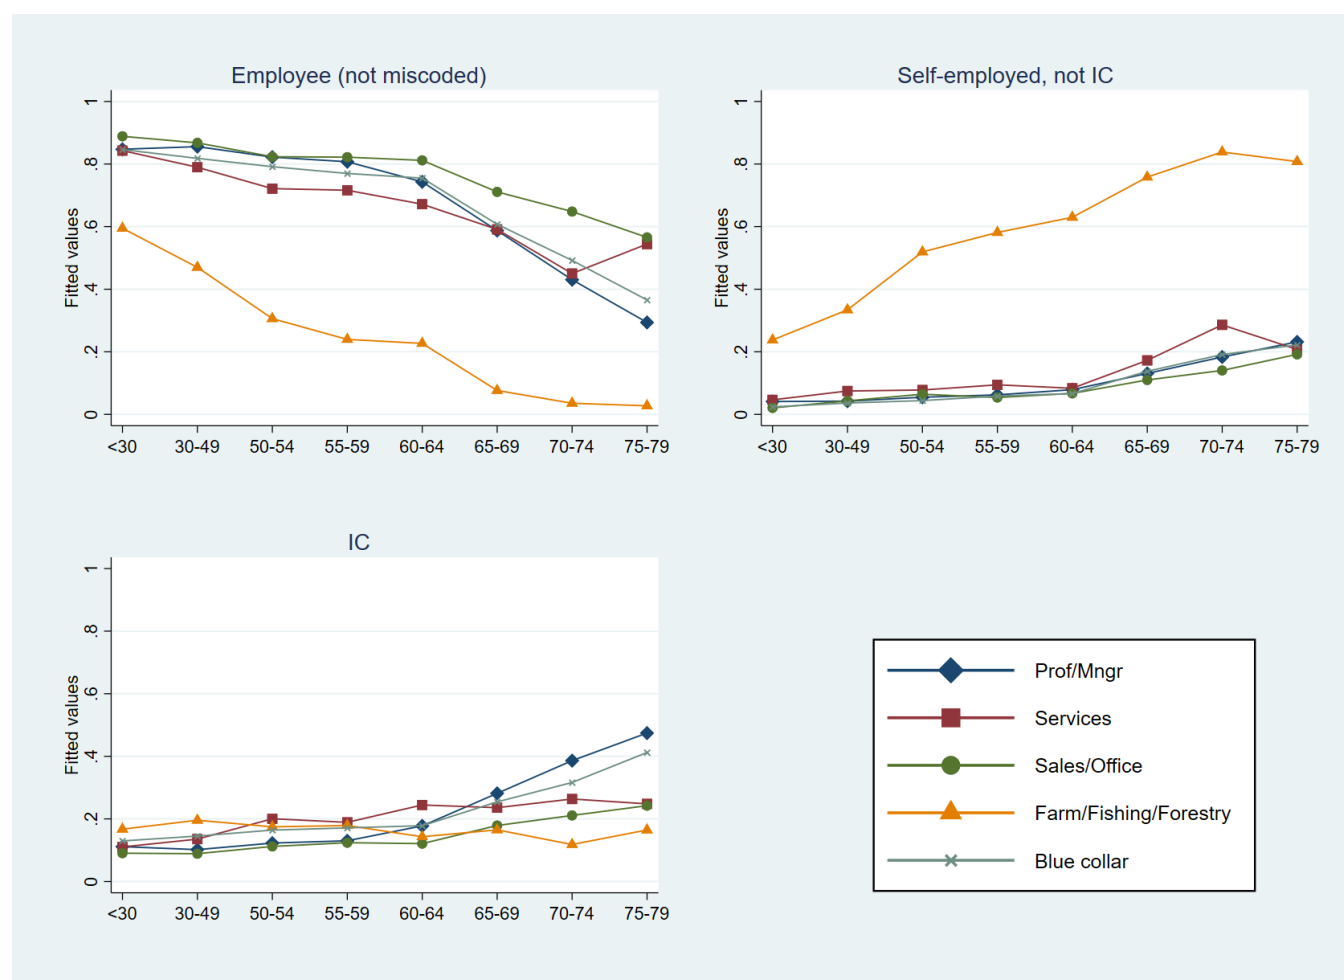 Employee (not miscoded)
Fitted values
0 .2 .4 .6 .8 1
<30 30-49 50-54 55-59 60-64 65-69 70-74 75-79
Self-employed, not IC
Fitted values
0 .2 .4 .6 .8 1
<30 30-49 50-54 55-59 60-64 65-69 70-74 75-79
IC
Fitted values
0 .2 .4 .6 .8 1
<30 30-49 50-54 55-59 60-64 65-69 70-74 75-79
Prof/Mngr
Services
Sales/Office
Farm/Fishing/Forestry
Blue collar